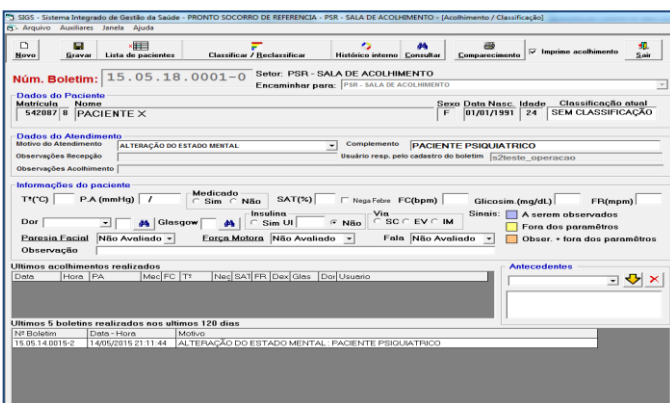 SIGS - Sistema Integrado de Gestão da Saúde - PRONTO SOCORRO DE REFERENCIA - PSR - SALA DE ACOLHIMENTO - [Acolhimento / Classificação]
Arquivo Auxiliares Janela Ajuda
Novo Gravar Lista de pacientes Classificar / Reclassificar Histórico interno Consultar Comparecimento Imprime acolhimento Sair
Núm. Boletim: 15.05.18.0001-0 Setor: PSR - SALA DE ACOLHIMENTO
Encaminhar para: PSR - SALA DE ACOLHIMENTO
Dados do Paciente
Matrícula Nome Sexo Data Nasc. Idade Classificação atual
542087 8 PACIENTE X F 01/01/1991 24 SEM CLASSIFICAÇÃO
Dados do Atendimento
Motivo do Atendimento ALTERAÇÃO DO ESTADO MENTAL Complemento PACIENTE PSIQUIATRICO
Observações Recepção Usuário resp. pelo cadastro do boletim s2teste_operacao
Observações Acolhimento
Informações do paciente
Tª(°C) P.A (mmHg) / Medicado Sim Não SAT(%) Nega Febre FC(bpm) Glicosim.(mg/dL) FR(mpm)
Dor Glasgow Insulina Sim UI Não Via SC EV IM Sinais: A serem observados
Fora dos paramêtros
Obser. + fora dos paramêtros
Paresia Facial Não Avaliado Força Motora Não Avaliado Fala Não Avaliado
Observação
Ultimos acolhimentos realizados Antecedentes
Data Hora PA Mec FC Tª Neg SAT FR Dex Glas Dor Usuario
Ultimos 5 boletins realizados nos ultimos 120 dias
Nº Boletim Data - Hora Motivo
15.05.14.0015-2 14/05/2015 21:11:44 ALTERAÇÃO DO ESTADO MENTAL : PACIENTE PSIQUIATRICO